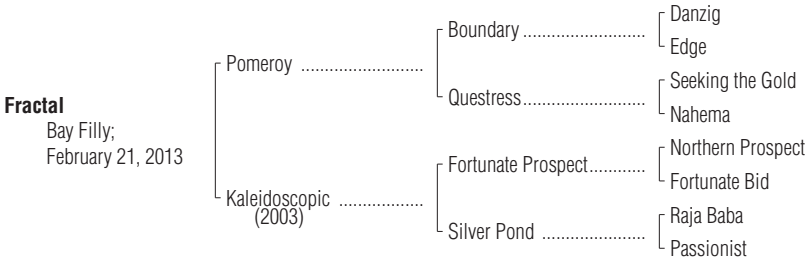 Danzig
Boundary ..........................
Edge
Pomeroy ..........................
Seeking the Gold
Questress..........................
Nahema
Fractal
Bay Filly;
February 21, 2013
Northern Prospect
Fortunate Prospect............
Fortunate Bid
Kaleidoscopic ..................
(2003)
Raja Baba
Silver Pond ......................
Passionist